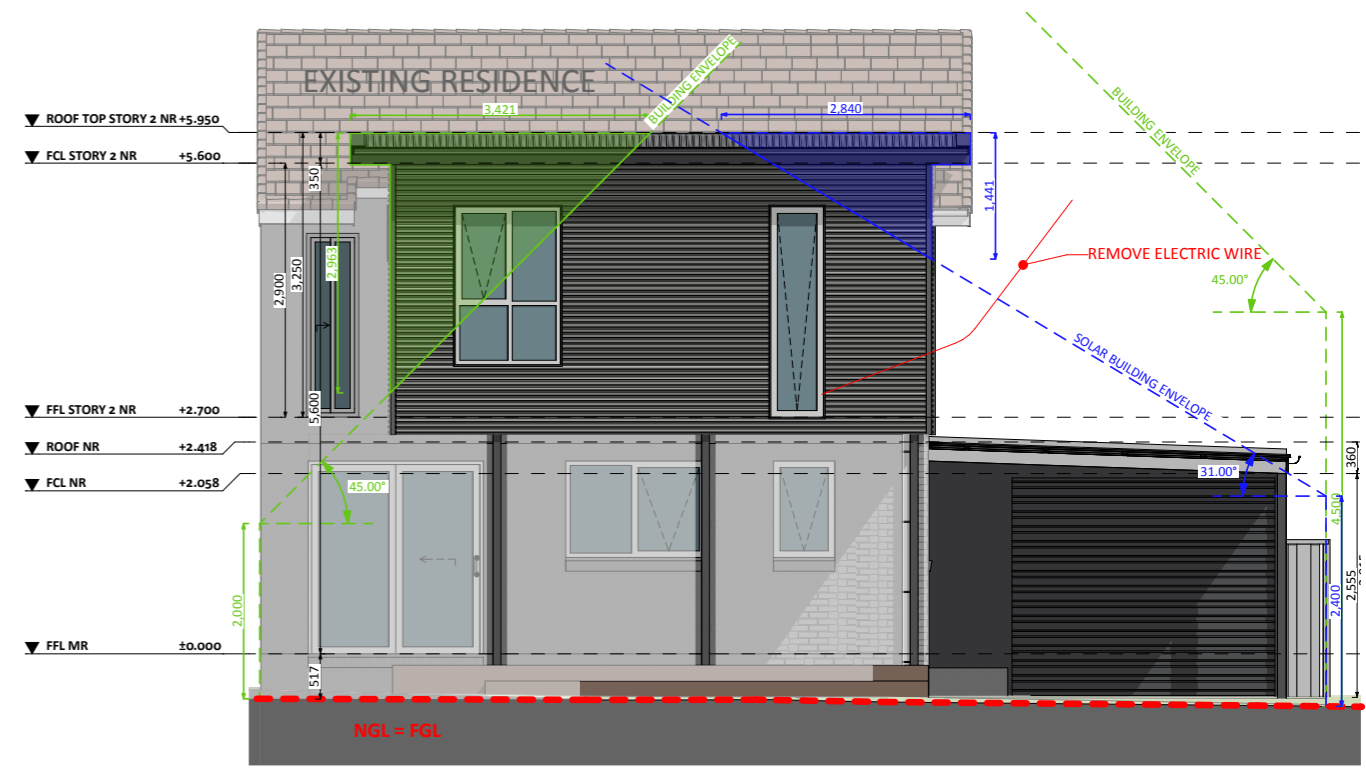 EXISTING RESIDENCE
BUILDING ENVELOPE
3,421
2,840
BUILDING ENVELOPE
ROOF TOP STORY 2 NR +5.950
FCL STORY 2 NR +5.600
350
1,441
2,963
3,250
2,900
REMOVE ELECTRIC WIRE
45.00°
SOLAR BUILDING ENVELOPE
FFL STORY 2 NR +2.700
5,600
ROOF NR +2.418
FCL NR +2.058
360
31.00°
45.00°
4,500
2,555
2,400
2,000
FFL MR ±0.000
517
NGL = FGL